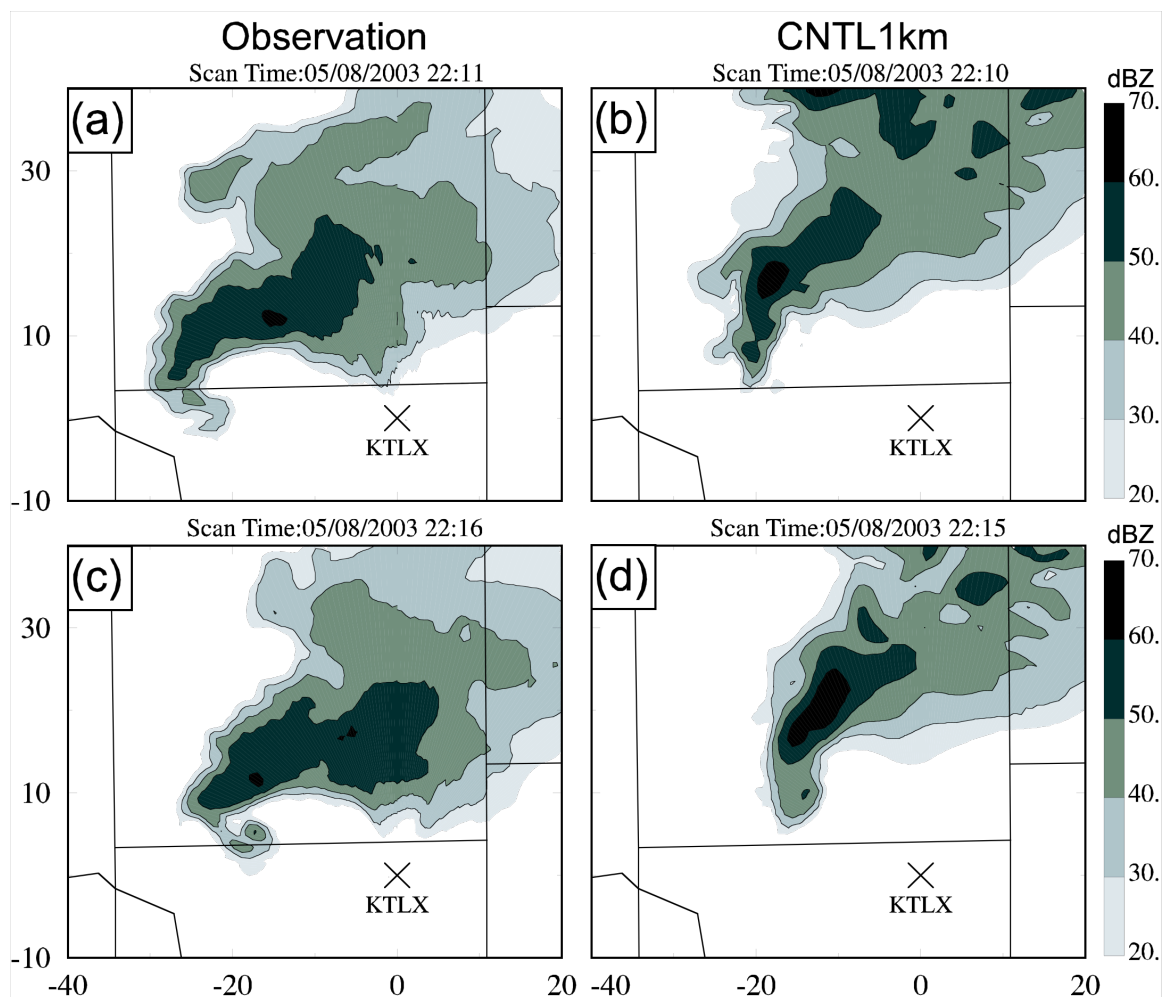 Observation CNTL1km
Scan Time:05/08/2003 22:11 Scan Time:05/08/2003 22:10
(a) (b) dBZ
70.
60.
50.
40.
30.
20.
30
10
-10
KTLX KTLX
Scan Time:05/08/2003 22:16 Scan Time:05/08/2003 22:15
(c) (d) dBZ
70.
60.
50.
40.
30.
20.
30
10
-10
KTLX KTLX
-40 -20 0 20 -20 0 20